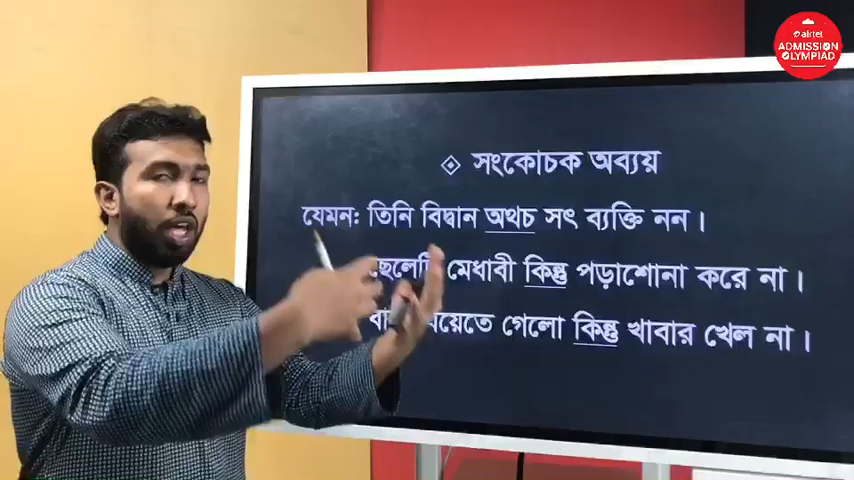 airtel
ADMISSION
OLYMPIAD
সংকোচক অব্যয়
যেমন: তিনি বিদ্বান অথচ সৎ ব্যক্তি নন।
ছেলেটি মেধাবী কিন্তু পড়াশোনা করে না।
গেলো কিন্তু খাবার খেল না।